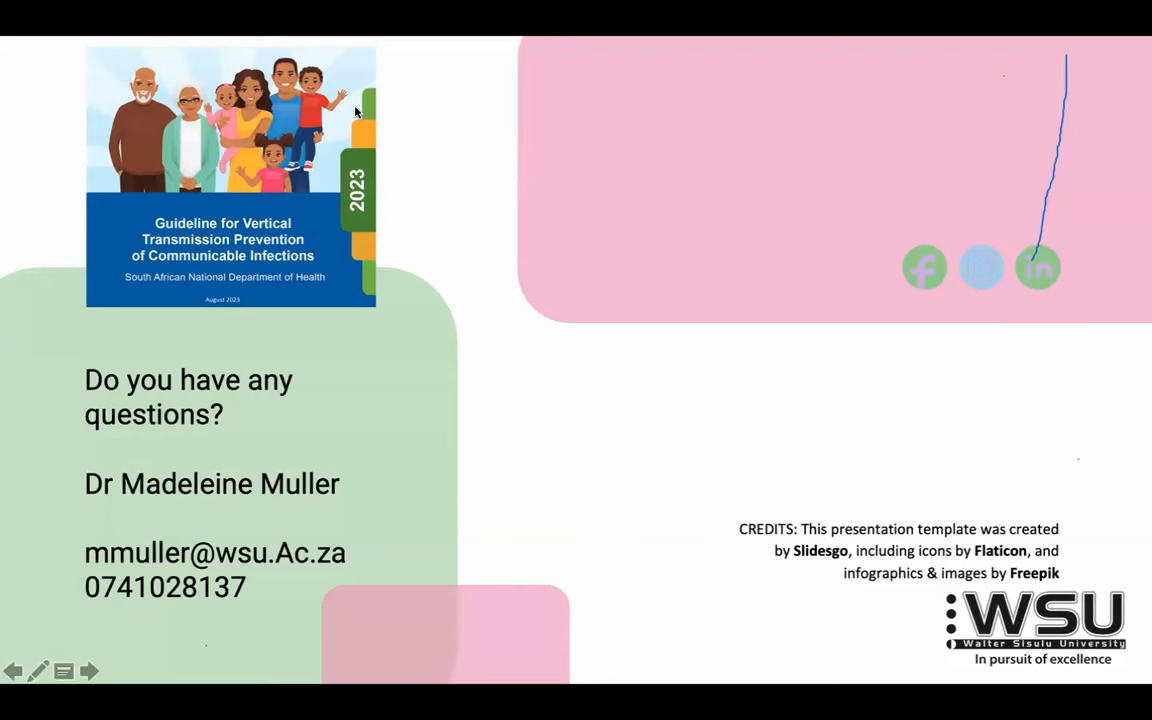 2023
Guideline for Vertical
Transmission Prevention
of Communicable Infections
South African National Department of Health
August 2023
Do you have any
questions?
Dr Madeleine Muller
mmuller@wsu.Ac.za
0741028137
f
in
CREDITS: This presentation template was created
by Slidesgo, including icons by Flaticon, and
infographics & images by Freepik
WSU
Walter Sisulu University
In pursuit of excellence